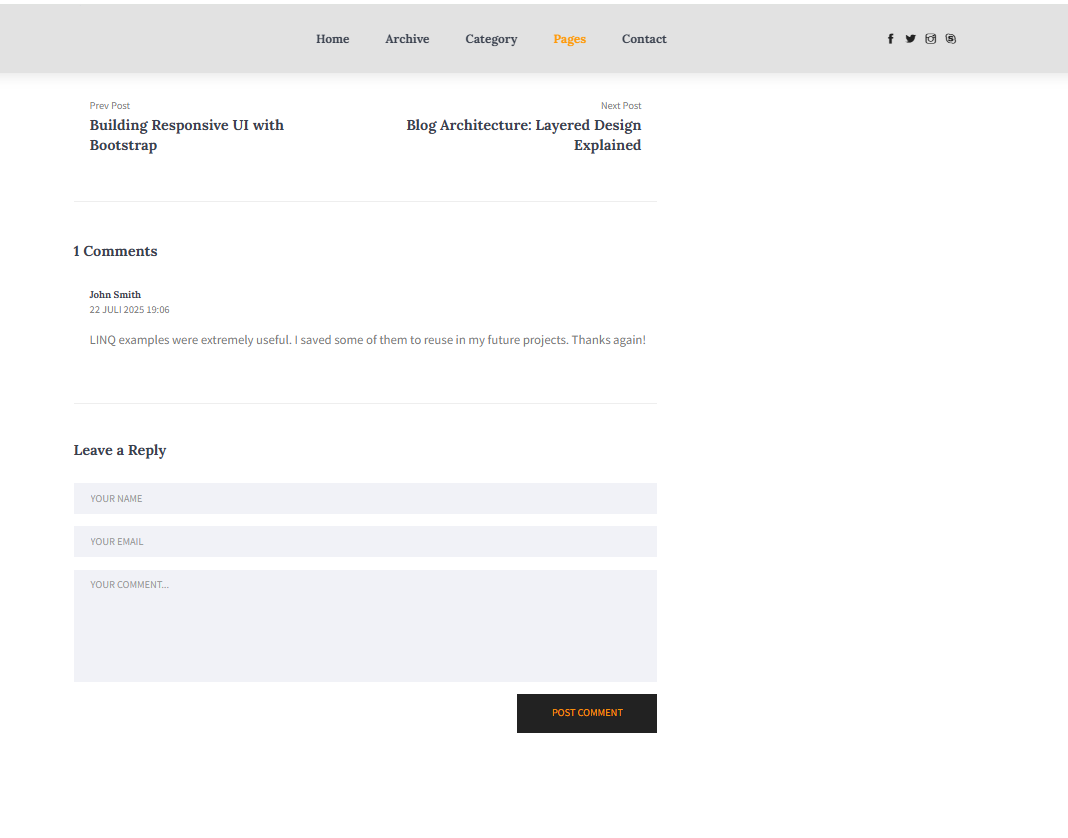 Home Archive Category Pages Contact
Prev Post
Building Responsive UI with
Bootstrap
Next Post
Blog Architecture: Layered Design
Explained
1 Comments
John Smith
22 JULI 2025 19:06
LINQ examples were extremely useful. I saved some of them to reuse in my future projects. Thanks again!
Leave a Reply
YOUR NAME
YOUR EMAIL
YOUR COMMENT...
POST COMMENT